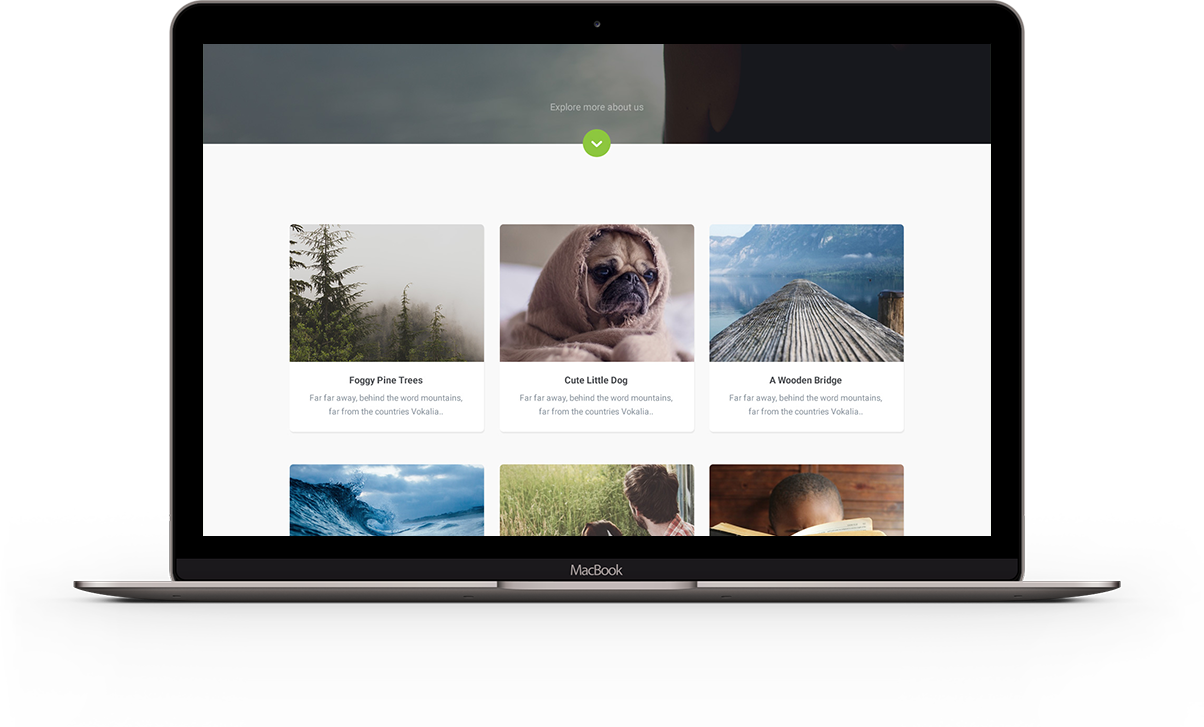 Explore more about us
Foggy Pine Trees
Far far away, behind the word mountains,
far from the countries Vokalia..
Cute Little Dog
Far far away, behind the word mountains,
far from the countries Vokalia..
A Wooden Bridge
Far far away, behind the word mountains,
far from the countries Vokalia..
MacBook